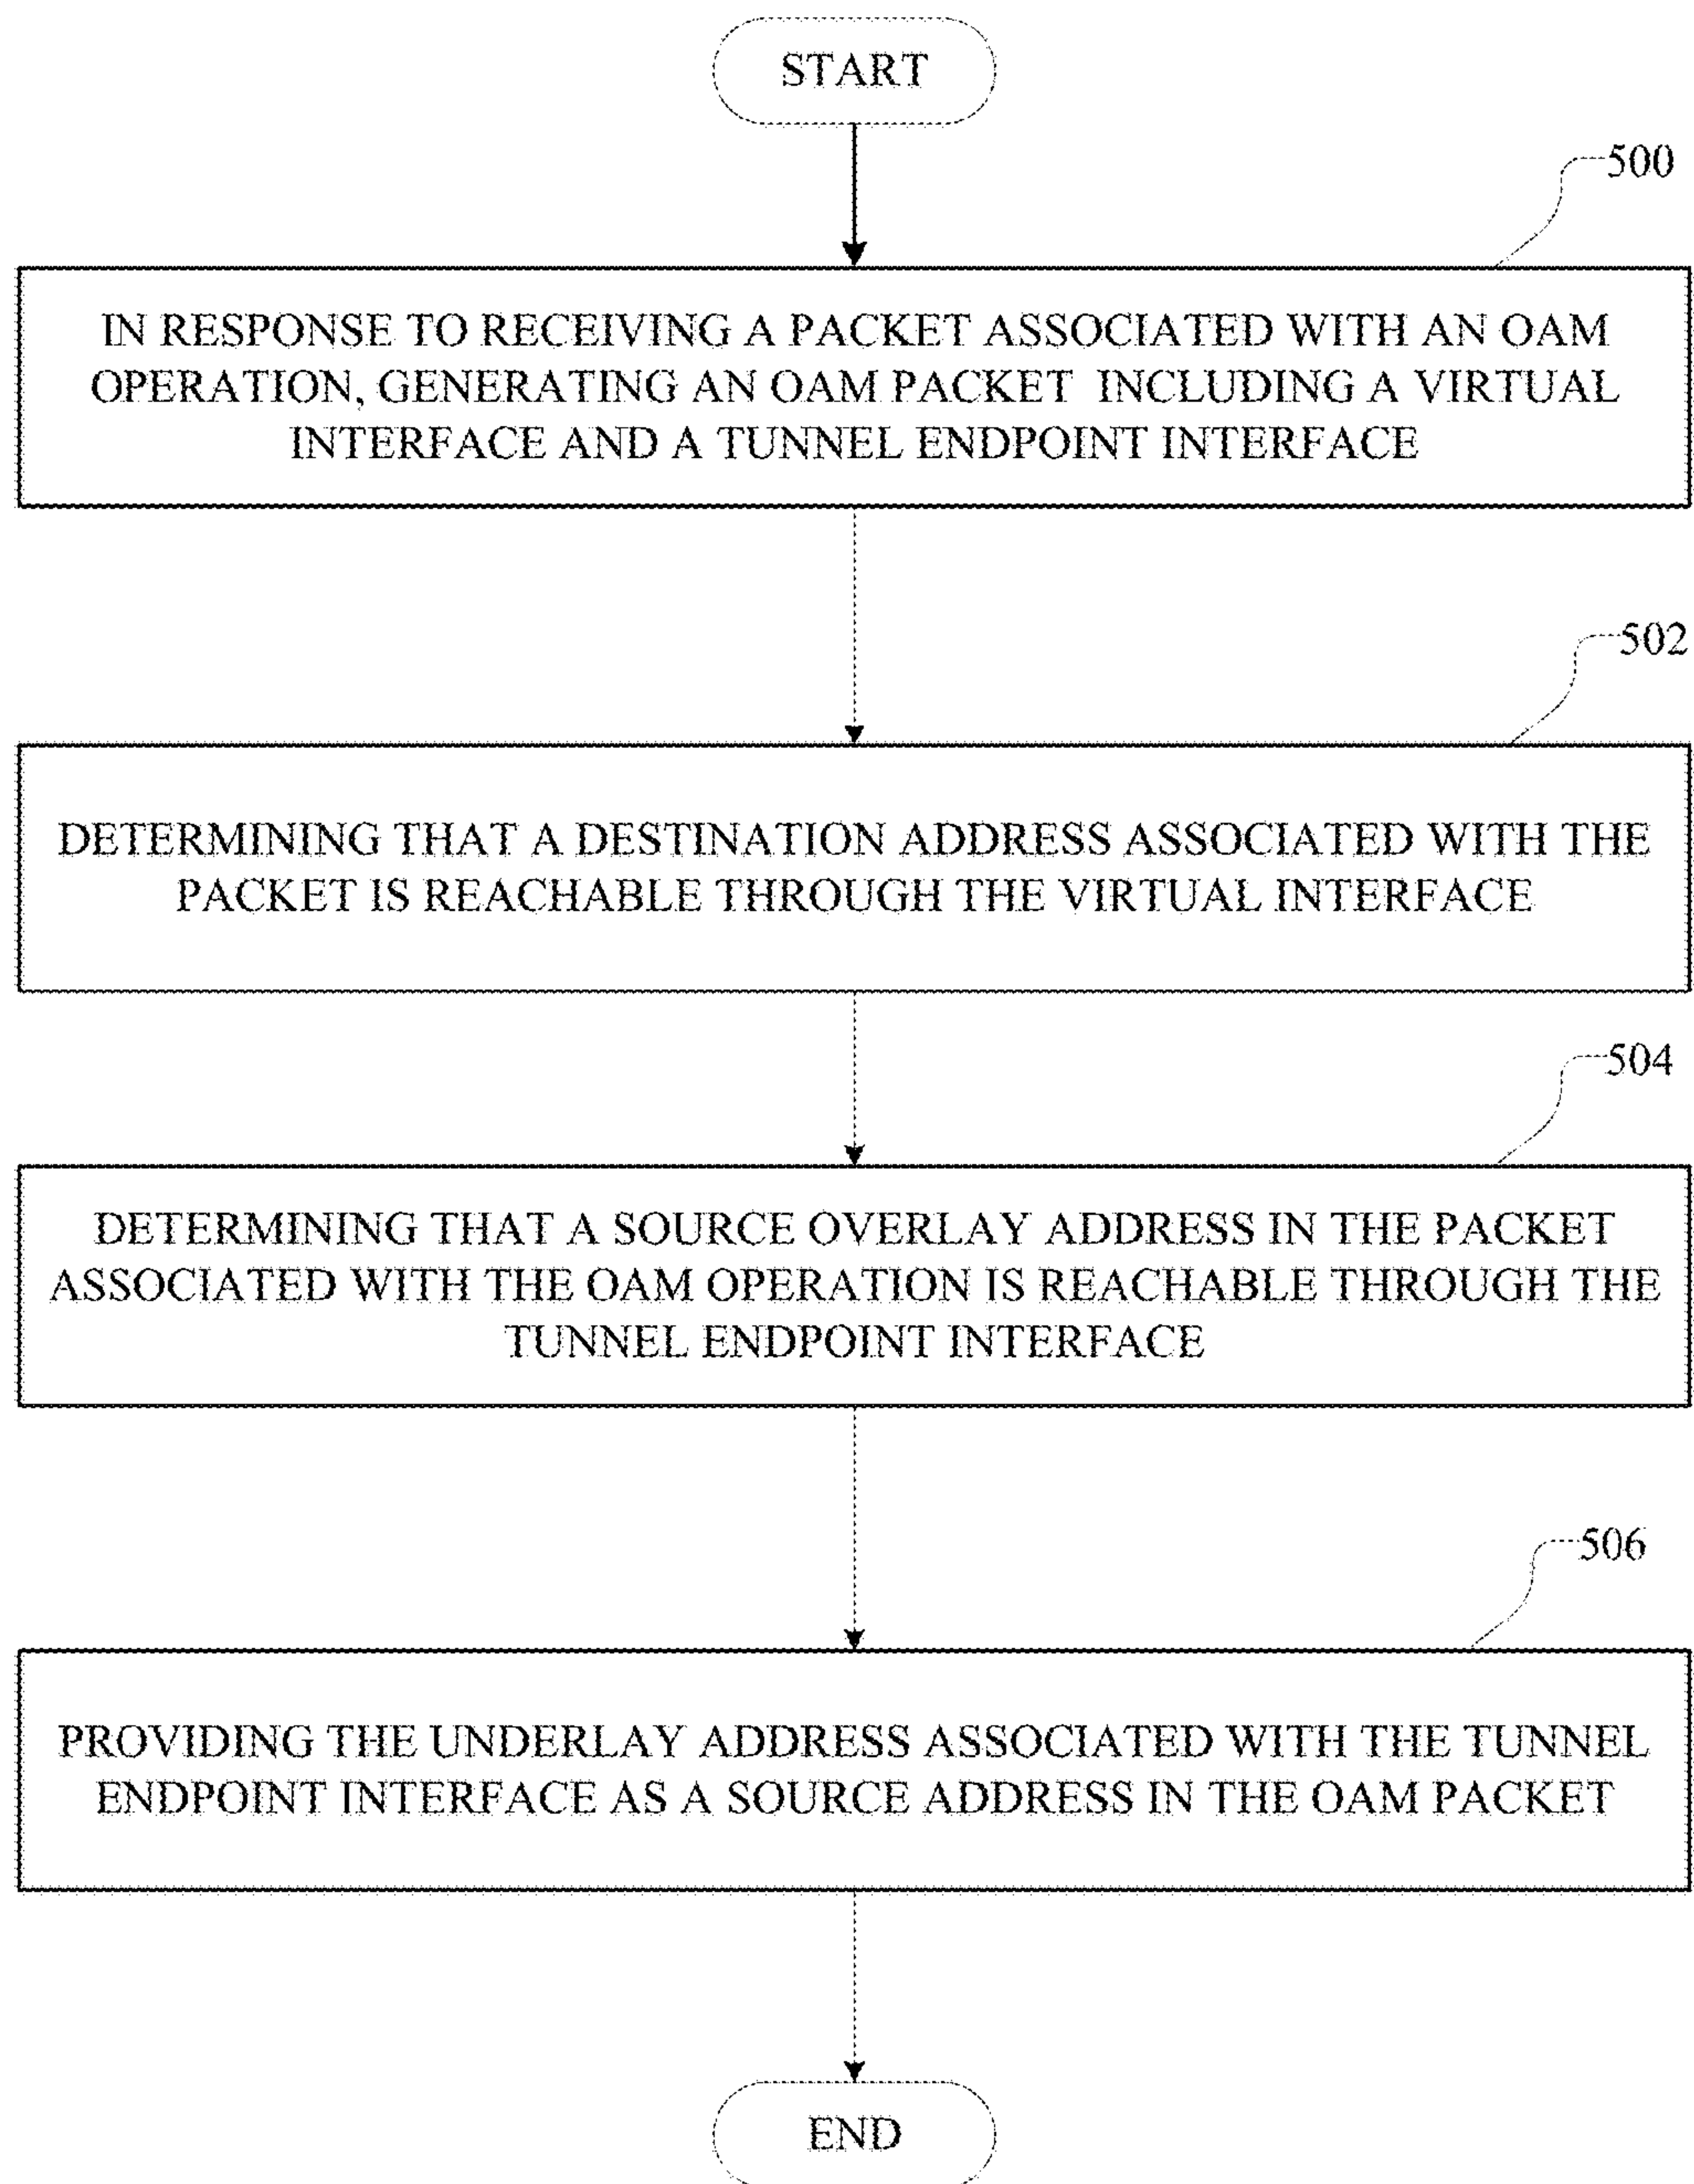 START
500
IN RESPONSE TO RECEIVING A PACKET ASSOCIATED WITH AN OAM
OPERATION, GENERATING AN OAM PACKET INCLUDING A VIRTUAL
INTERFACE AND A TUNNEL ENDPOINT INTERFACE
502
DETERMINING THAT A DESTINATION ADDRESS ASSOCIATED WITH THE
PACKET IS REACHABLE THROUGH THE VIRTUAL INTERFACE
504
DETERMINING THAT A SOURCE OVERLAY ADDRESS IN THE PACKET
ASSOCIATED WITH THE OAM OPERATION IS REACHABLE THROUGH THE
TUNNEL ENDPOINT INTERFACE
506
PROVIDING THE UNDERLAY ADDRESS ASSOCIATED WITH THE TUNNEL
ENDPOINT INTERFACE AS A SOURCE ADDRESS IN THE OAM PACKET
END